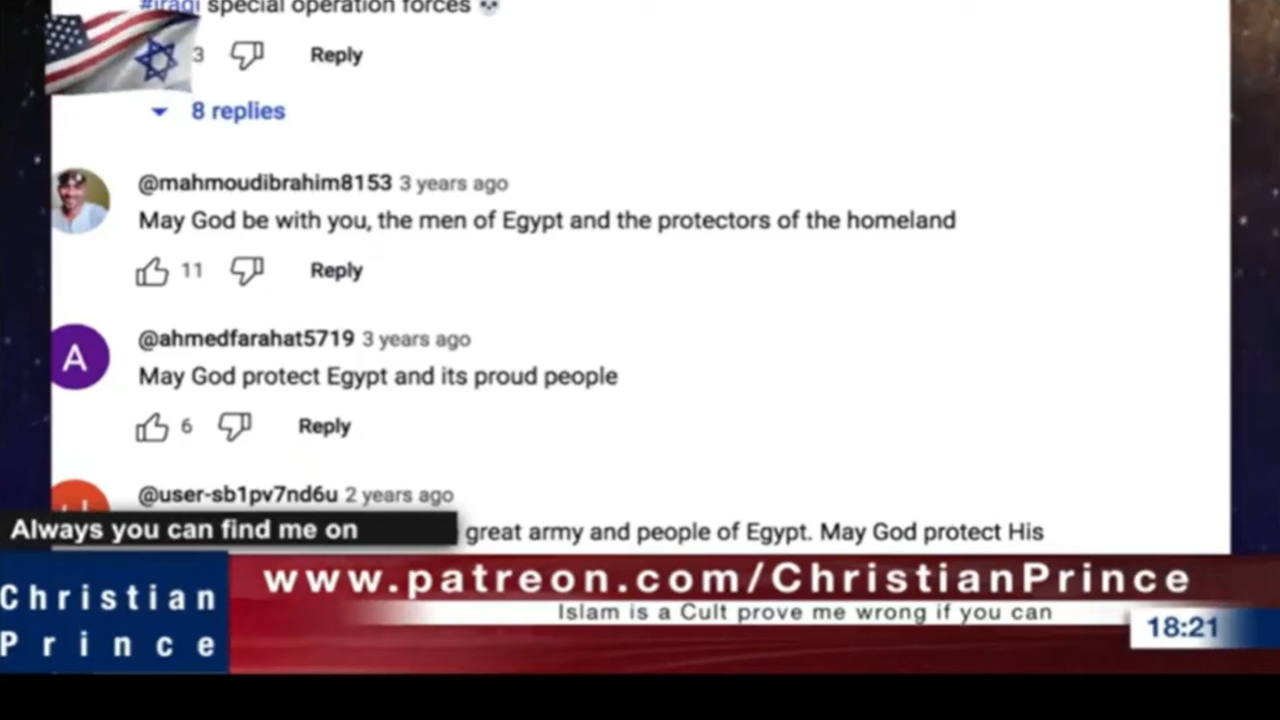 #iraqi special operation forces 💀
3 Reply
8 replies
@mahmoudibrahim8153 3 years ago
May God be with you, the men of Egypt and the protectors of the homeland
11 Reply
A
@ahmedfarahat5719 3 years ago
May God protect Egypt and its proud people
6 Reply
@user-sb1pv7nd6u 2 years ago
Always you can find me on
great army and people of Egypt. May God protect His
www.patreon.com/ChristianPrince
Christian
Prince
Islam is a Cult prove me wrong if you can
18:21